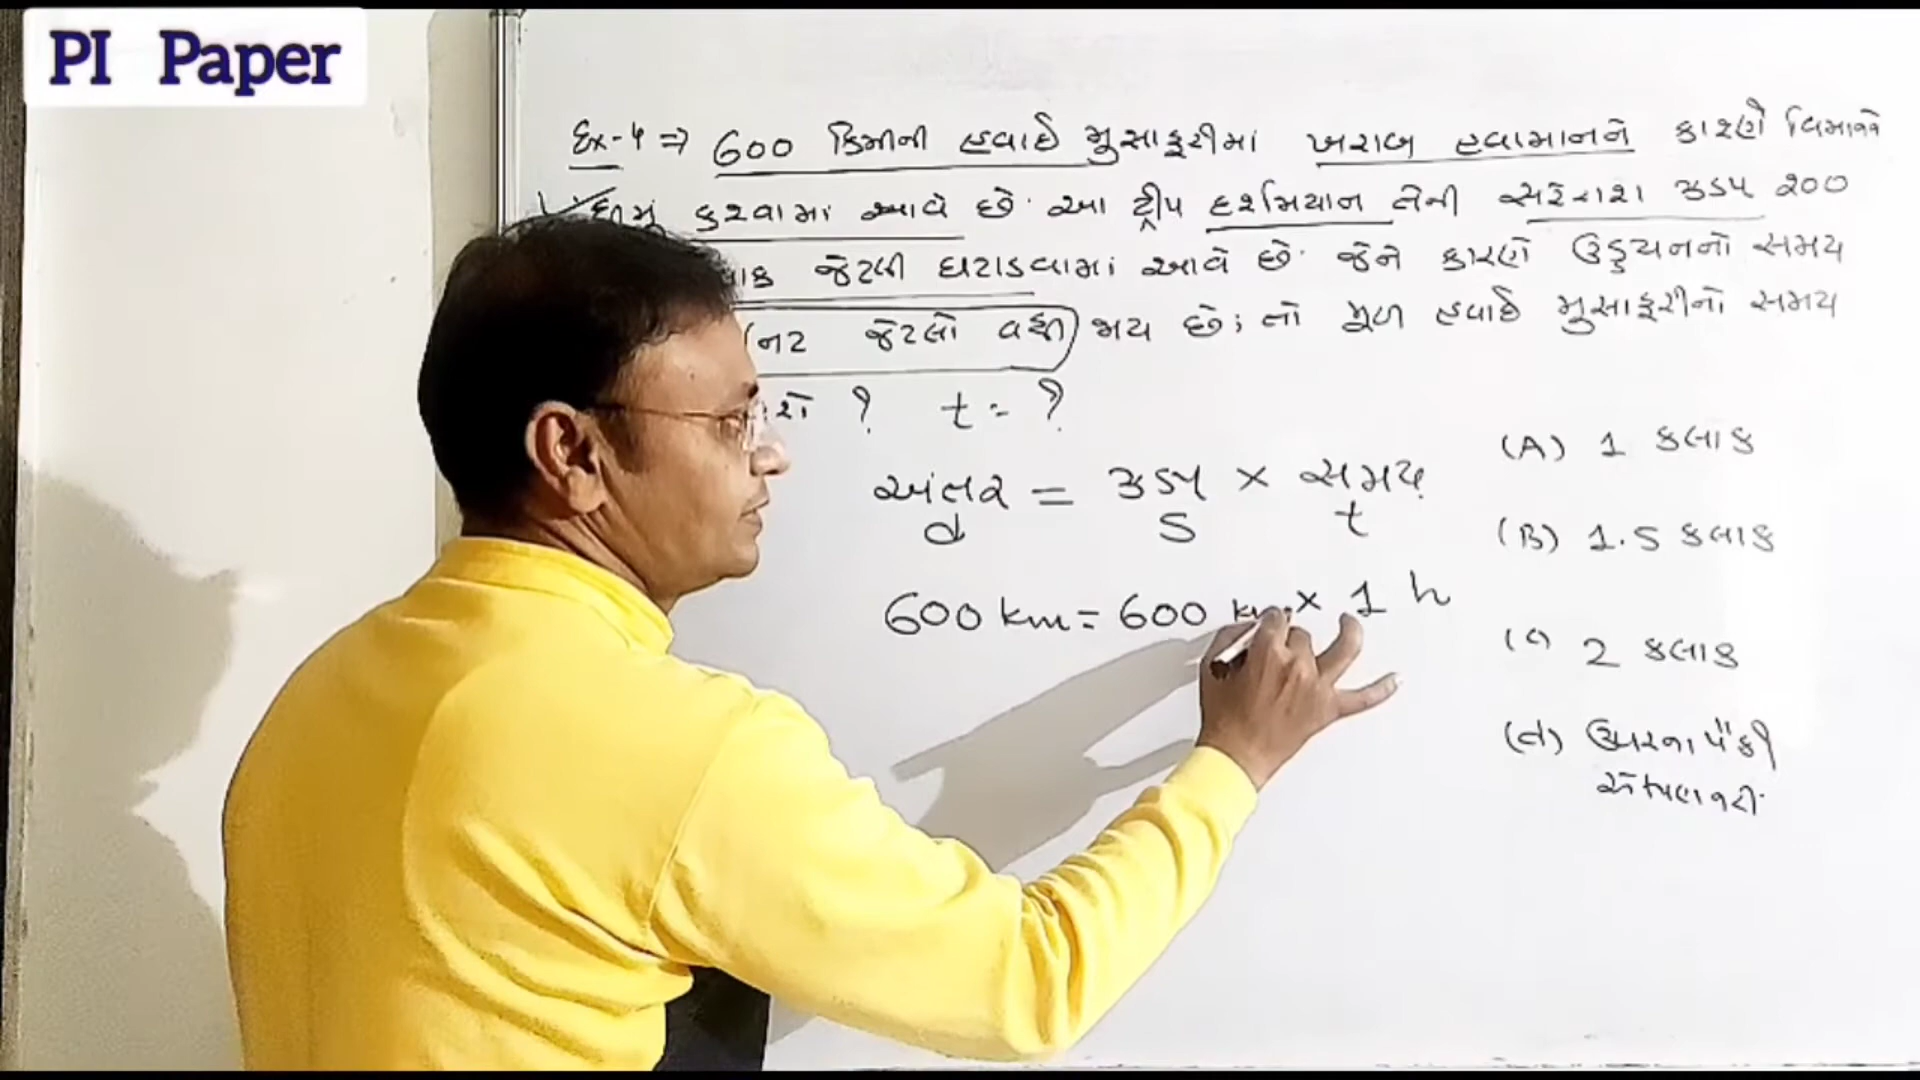 PI Paper
Ex-4 ⇒ 600 કિમીની હવાઈ મુસાફરીમાં ખરાબ હવામાનને કારણે વિમાનને
કરવામાં આવે છે. આ ટ્રીપ દરમિયાન તેની સરેરાશ ઝડપ 200
જેટલી ઘટાડવામાં આવે છે. જેને કારણે ઉડ્ડયનનો સમય
જેટલો વધી જાય છે; તો મૂળ હવાઈ મુસાફરીનો સમય
? t = ?
અંતર = ઝડપ × સમય
d S t
600 km = 600 × 1 h
(A) 1 કલાક
(B) 1.5 કલાક
2 કલાક
ઉપરના પૈકી